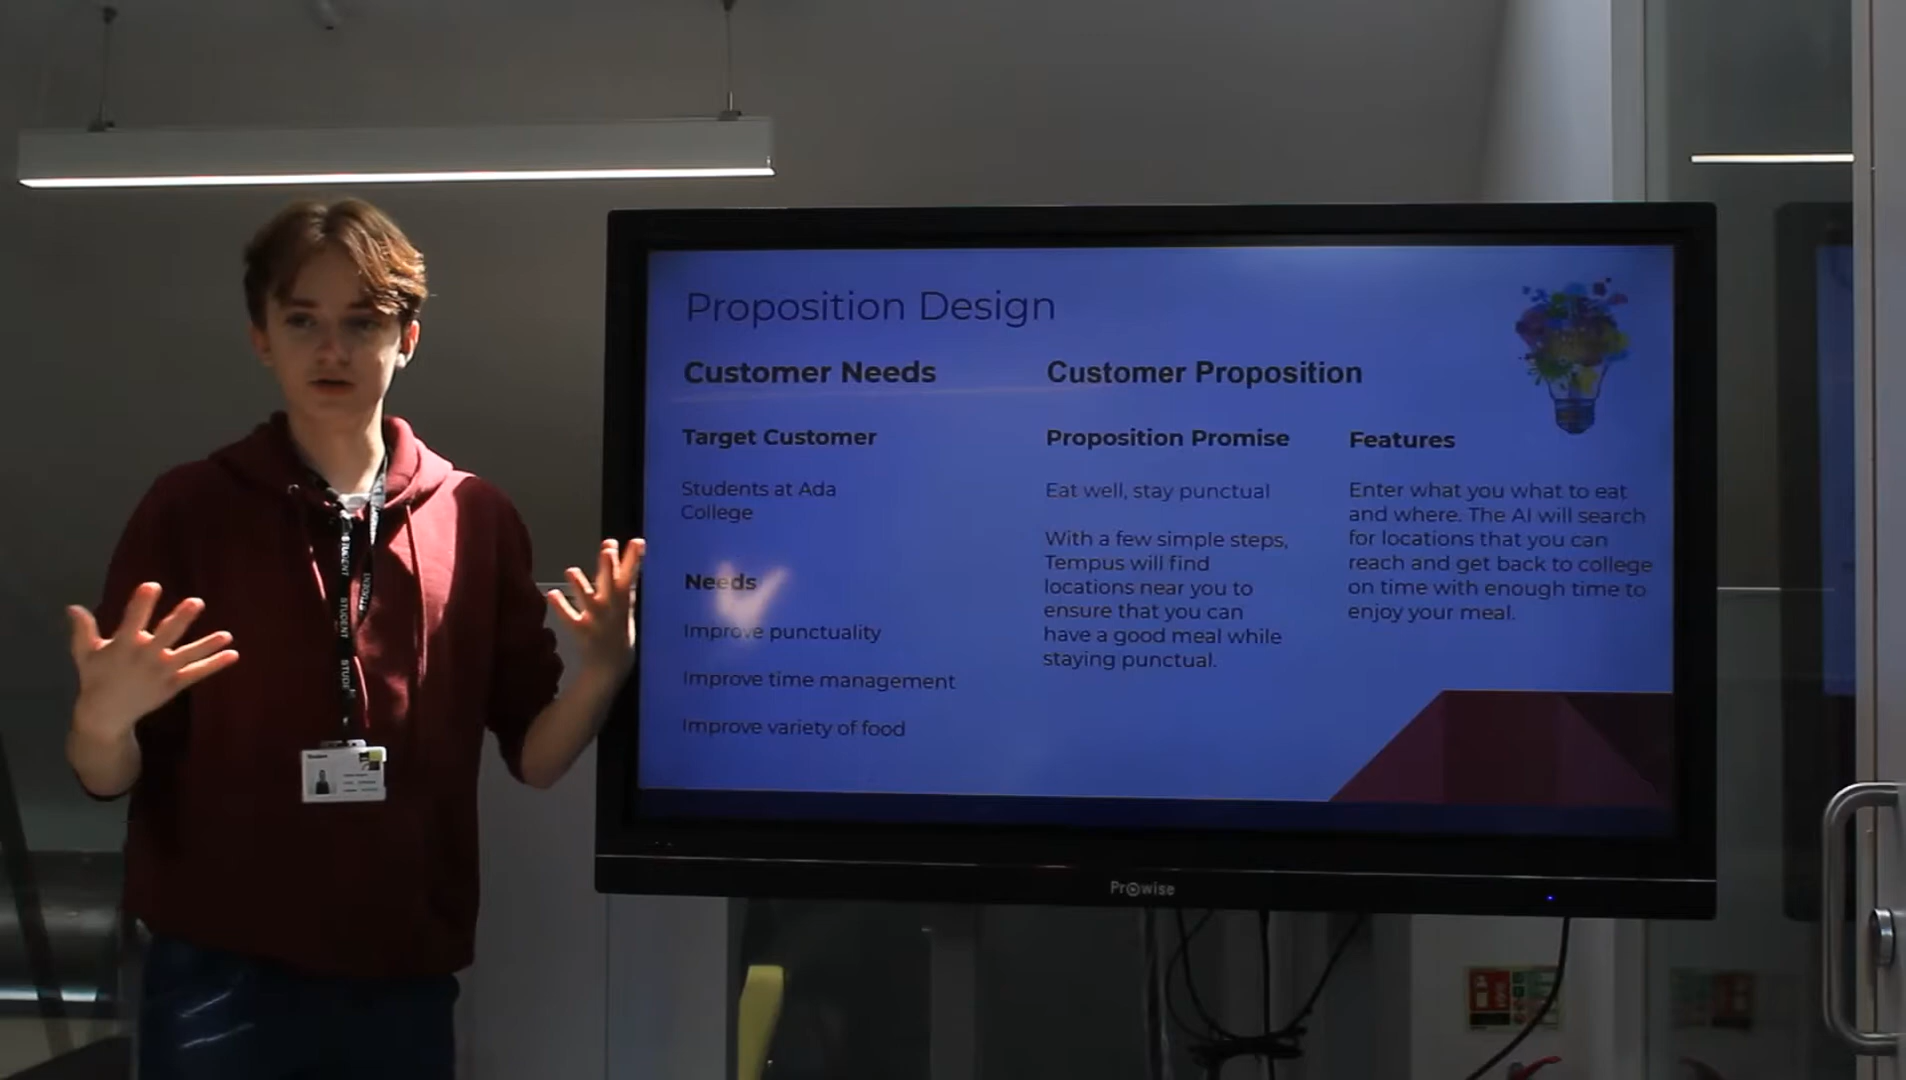 Proposition Design
Customer Needs
Target Customer
Students at Ada
College
Needs
Improve punctuality
Improve time management
Improve variety of food
Customer Proposition
Proposition Promise
Eat well, stay punctual
With a few simple steps,
Tempus will find
locations near you to
ensure that you can
have a good meal while
staying punctual.
Features
Enter what you what to eat
and where. The AI will search
for locations that you can
reach and get back to college
on time with enough time to
enjoy your meal.
Prowise
STUDENT
STUDENT
STUDENT